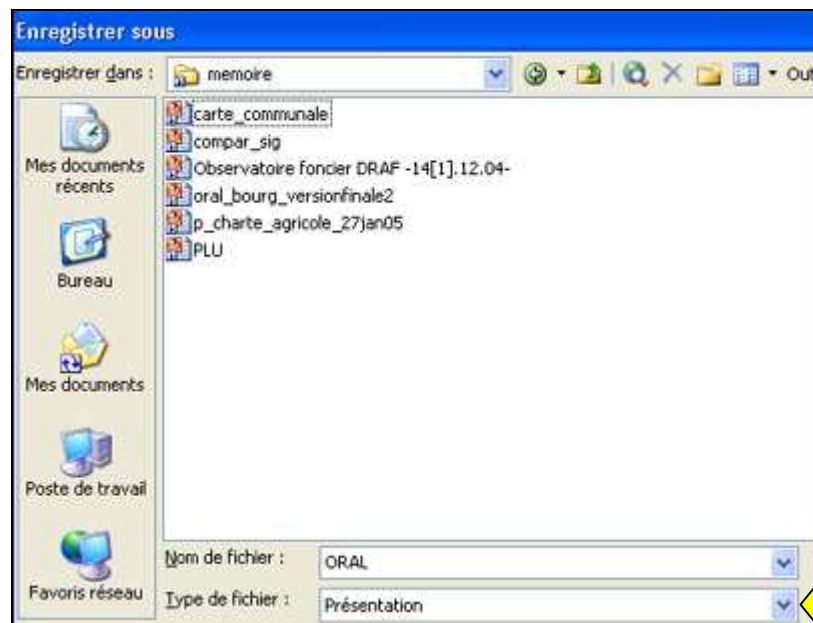 Enregistrer sous
Enregistrer dans :
memoire
Out
Mes documents
récents
Bureau
Mes documents
Poste de travail
Favoris réseau
carte_communale
compar_sig
Observatoire foncier DRAF -14[1].12.04-
oral_bourg_versionfinale2
p_charte_agricole_27jan05
PLU
Nom de fichier :
ORAL
Type de fichier :
Présentation